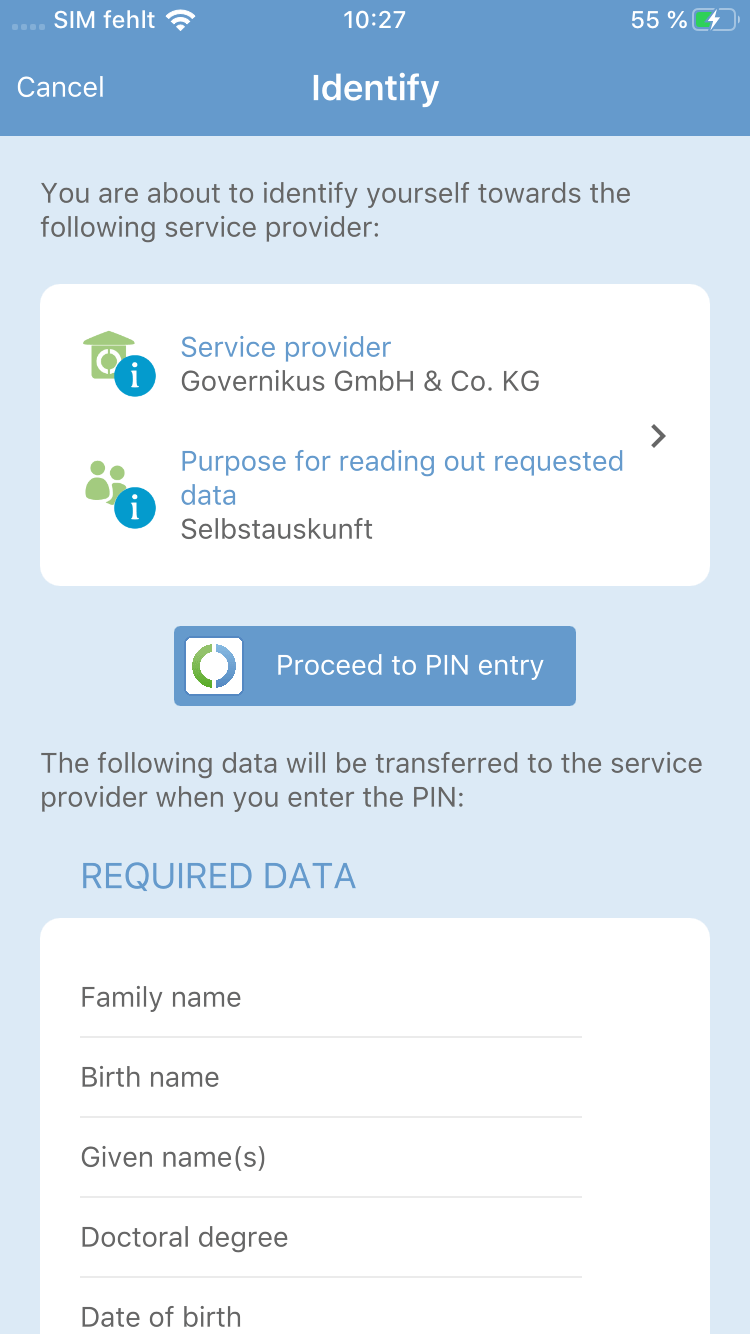 SIM fehlt 10:27 55 %
Cancel Identify
You are about to identify yourself towards the
following service provider:
Service provider
Governikus GmbH & Co. KG
Purpose for reading out requested
data
Selbstauskunft
Proceed to PIN entry
The following data will be transferred to the service
provider when you enter the PIN:
REQUIRED DATA
Family name
Birth name
Given name(s)
Doctoral degree
Date of birth